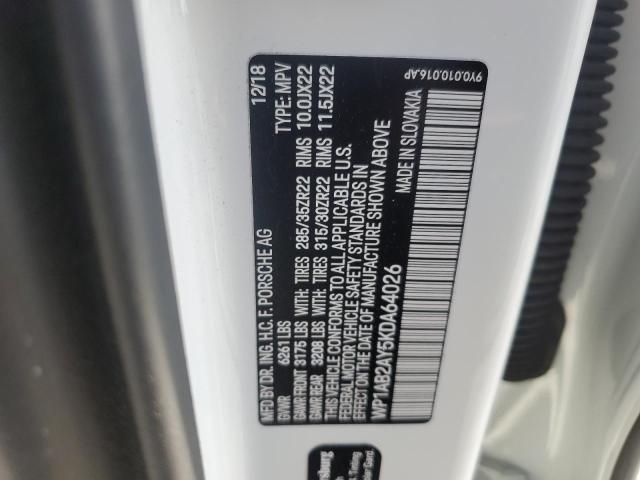 MFD BY DR. ING. H.C. F. PORSCHE AG 12/18
GVWR 6261LBS TYPE: MPV
GAWR FRONT 3175 LBS WITH: TIRES 285/35ZR22 RIMS 10.0JX22
GAWR REAR 3208 LBS WITH: TIRES 315/30ZR22 RIMS 11.5JX22
THIS VEHICLE CONFORMS TO ALL APPLICABLE U.S.
FEDERAL MOTOR VEHICLE SAFETY STANDARDS IN
EFFECT ON THE DATE OF MANUFACTURE SHOWN ABOVE
WP1AB2AY5KDA64026 MADE IN SLOVAKIA
9Y0.010.016.AP